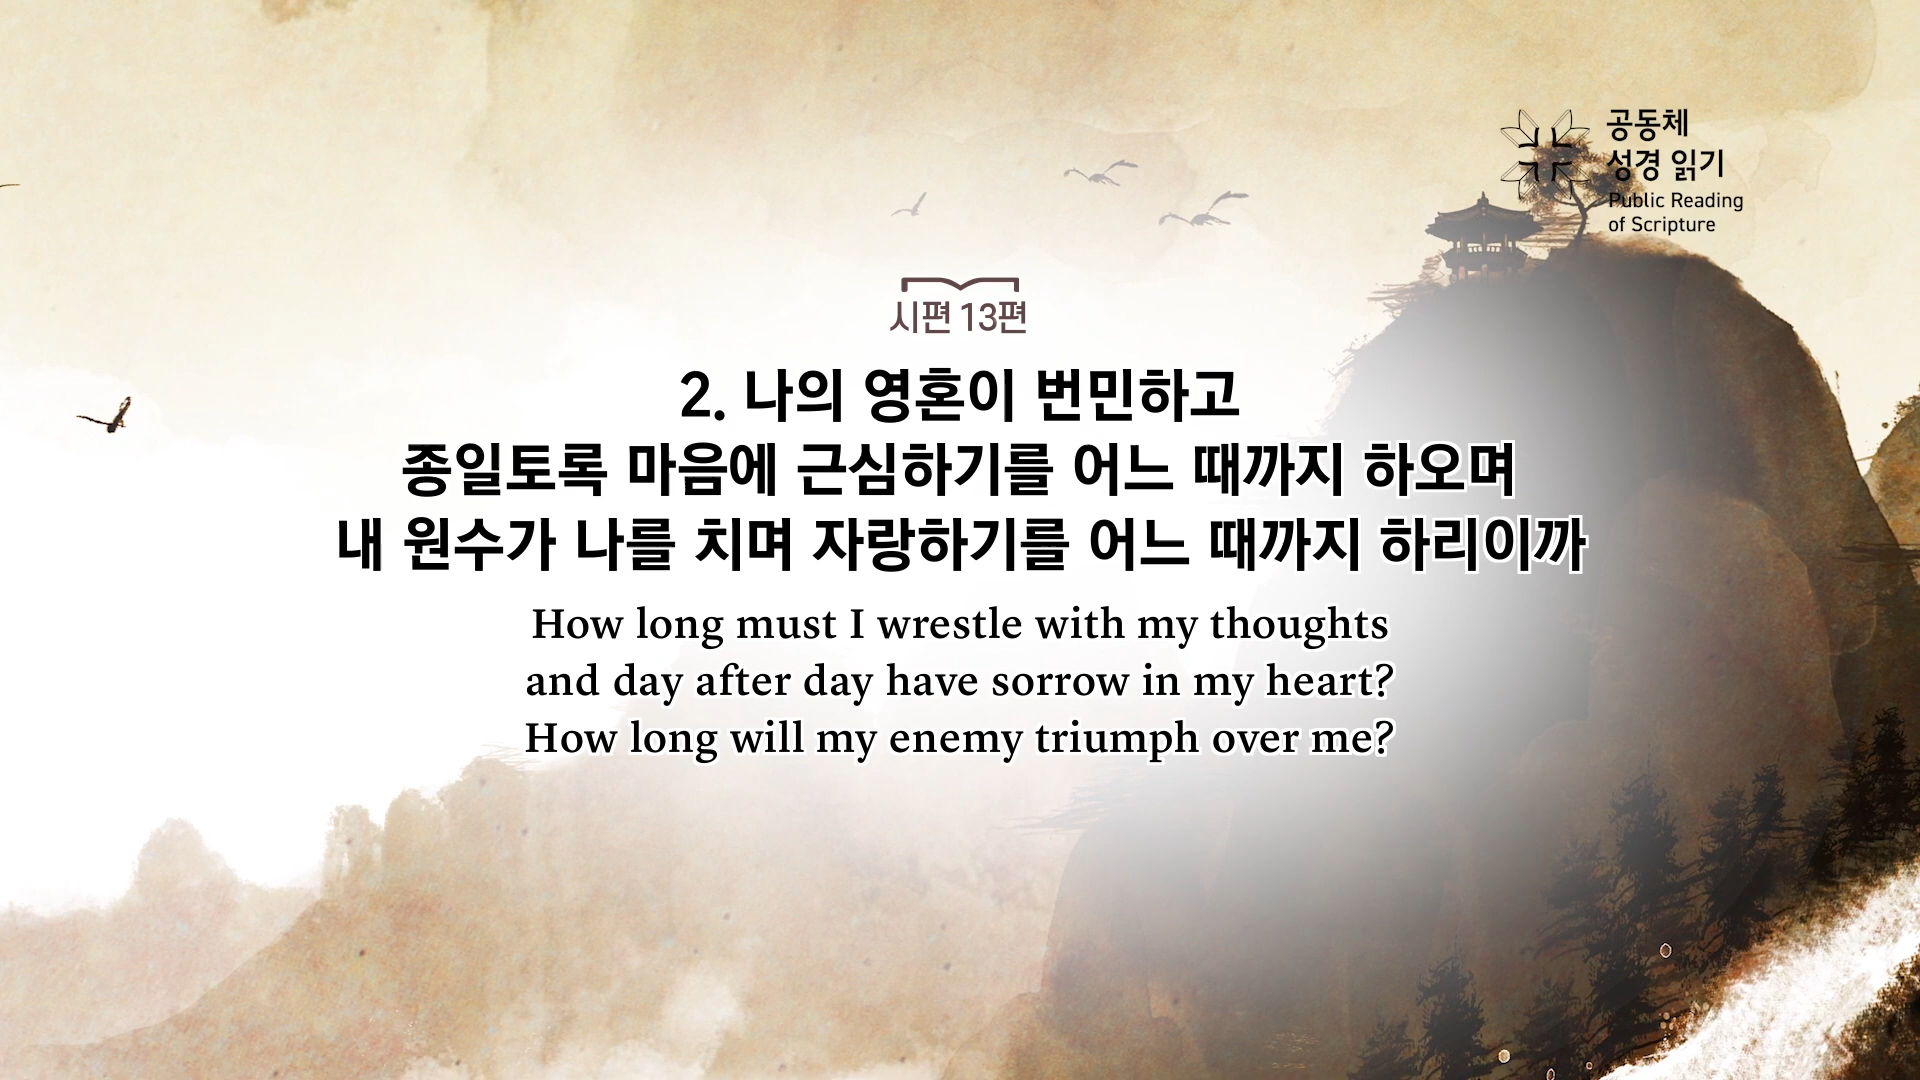 공동체
성경 읽기
Public Reading
of Scripture
시편 13편
2. 나의 영혼이 번민하고
종일토록 마음에 근심하기를 어느 때까지 하오며
내 원수가 나를 치며 자랑하기를 어느 때까지 하리이까
How long must I wrestle with my thoughts
and day after day have sorrow in my heart?
How long will my enemy triumph over me?